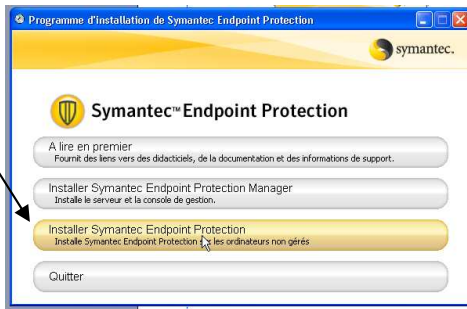 Programme d'installation de Symantec Endpoint Protection
symantec.
Symantec™ Endpoint Protection
A lire en premier
Fournit des liens vers des didacticiels, de la documentation et des informations de support.
Installer Symantec Endpoint Protection Manager
Installe le serveur et la console de gestion.
Installer Symantec Endpoint Protection
Installe Symantec Endpoint Protection les ordinateurs non gérés
Quitter